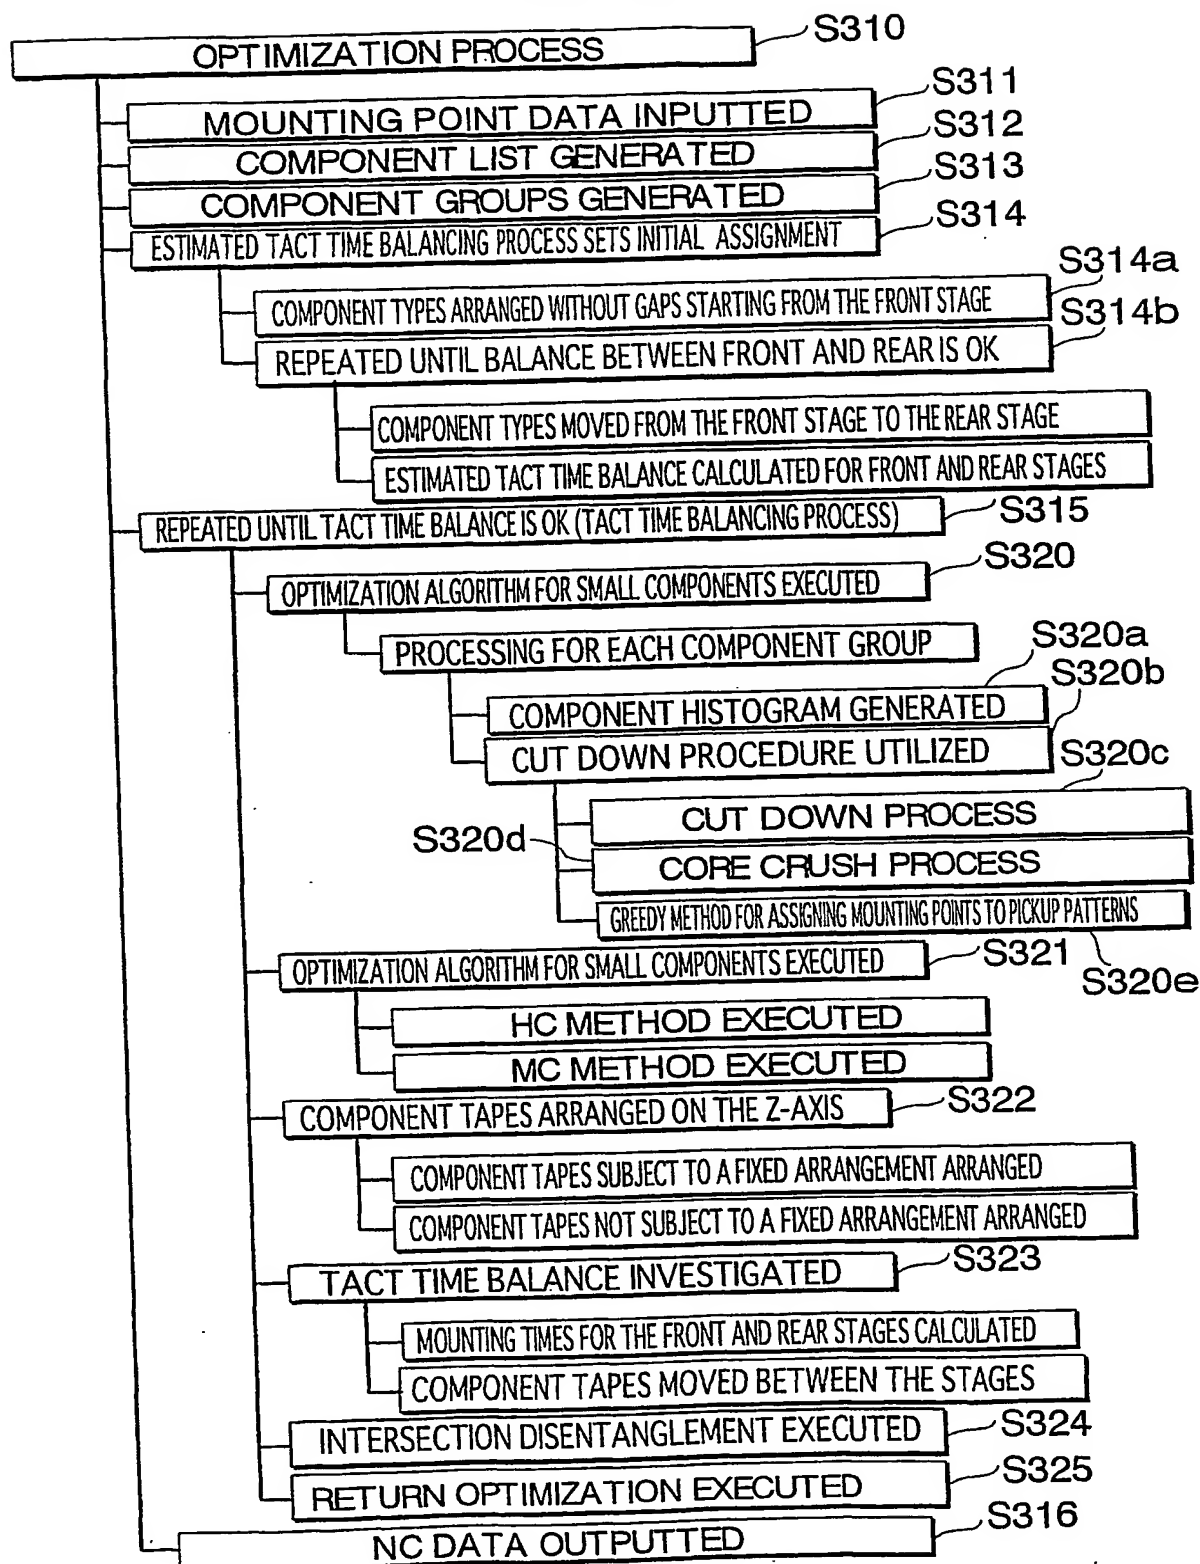 OPTIMIZATION PROCESS S310
MOUNTING POINT DATA INPUTTED S311
COMPONENT LIST GENERATED S312
COMPONENT GROUPS GENERATED S313
ESTIMATED TACT TIME BALANCING PROCESS SETS INITIAL ASSIGNMENT S314
COMPONENT TYPES ARRANGED WITHOUT GAPS STARTING FROM THE FRONT STAGE S314a
REPEATED UNTIL BALANCE BETWEEN FRONT AND REAR IS OK S314b
COMPONENT TYPES MOVED FROM THE FRONT STAGE TO THE REAR STAGE
ESTIMATED TACT TIME BALANCE CALCULATED FOR FRONT AND REAR STAGES
REPEATED UNTIL TACT TIME BALANCE IS OK (TACT TIME BALANCING PROCESS) S315
OPTIMIZATION ALGORITHM FOR SMALL COMPONENTS EXECUTED S320
PROCESSING FOR EACH COMPONENT GROUP
COMPONENT HISTOGRAM GENERATED S320a
CUT DOWN PROCEDURE UTILIZED S320b
CUT DOWN PROCESS S320c
S320d CORE CRUSH PROCESS
GREEDY METHOD FOR ASSIGNING MOUNTING POINTS TO PICKUP PATTERNS S320e
OPTIMIZATION ALGORITHM FOR SMALL COMPONENTS EXECUTED S321
HC METHOD EXECUTED
MC METHOD EXECUTED
COMPONENT TAPES ARRANGED ON THE Z-AXIS S322
COMPONENT TAPES SUBJECT TO A FIXED ARRANGEMENT ARRANGED
COMPONENT TAPES NOT SUBJECT TO A FIXED ARRANGEMENT ARRANGED
TACT TIME BALANCE INVESTIGATED S323
MOUNTING TIMES FOR THE FRONT AND REAR STAGES CALCULATED
COMPONENT TAPES MOVED BETWEEN THE STAGES
INTERSECTION DISENTANGLEMENT EXECUTED S324
RETURN OPTIMIZATION EXECUTED S325
NC DATA OUTPUTTED S316